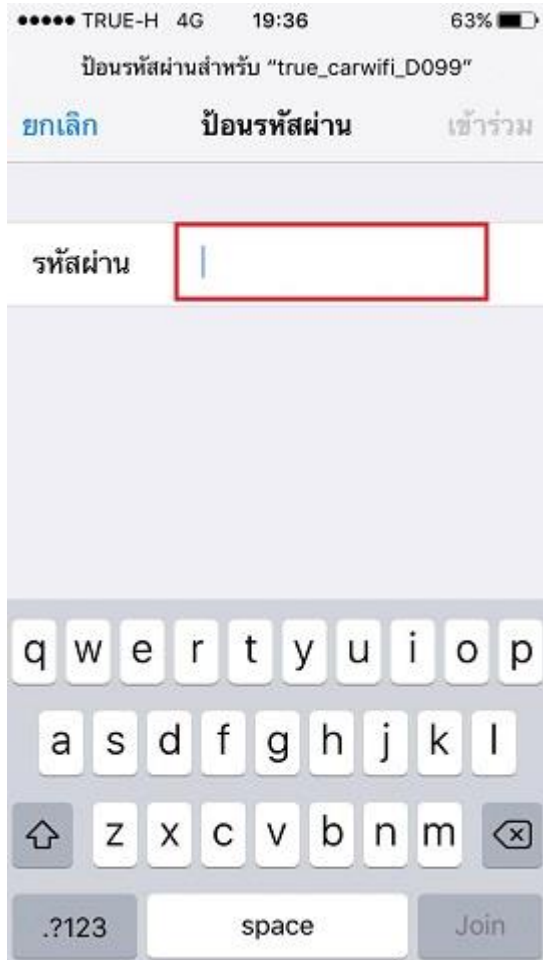 TRUE-H 4G 19:36 63%
ป้อนรหัสผ่านสำหรับ “true_carwifi_D099”
ยกเลิก ป้อนรหัสผ่าน เข้าร่วม
รหัสผ่าน
q w e r t y u i o p
a s d f g h j k l
z x c v b n m
.?123 space Join